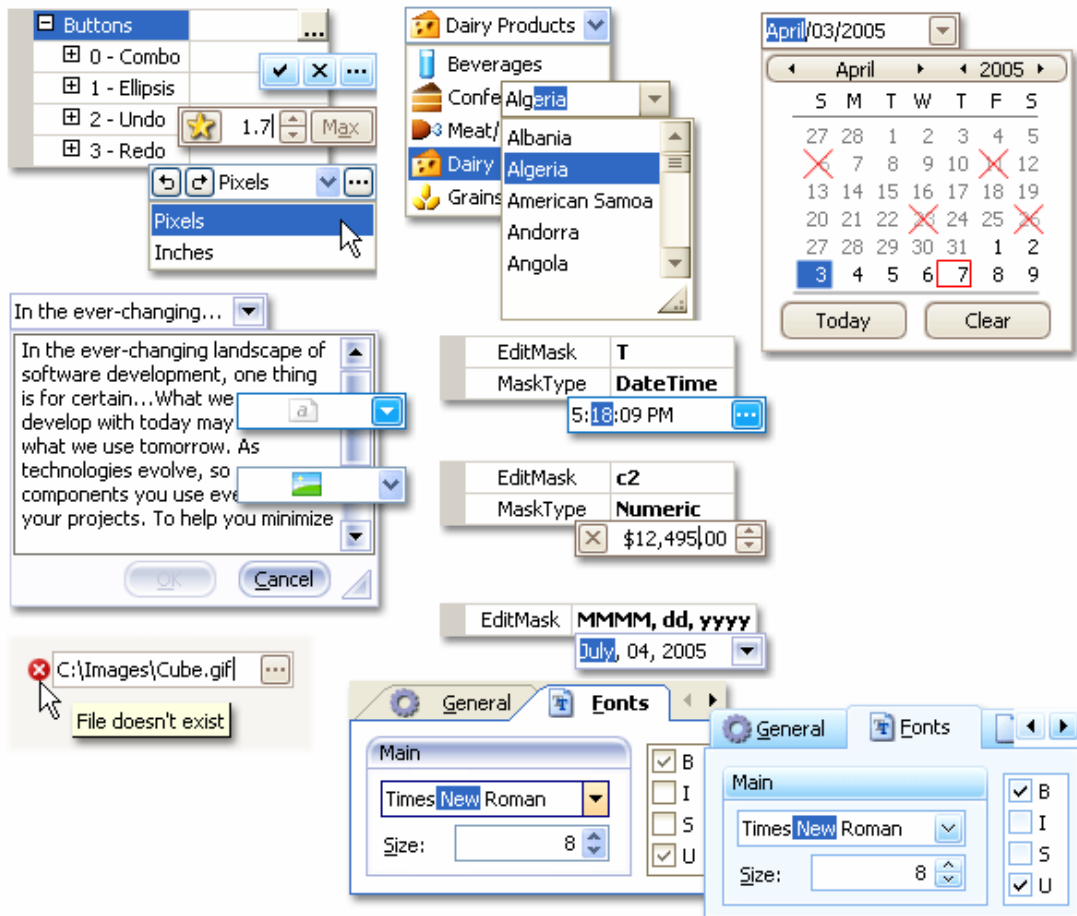 Buttons
...
0 - Combo
1 - Ellipsis
2 - Undo
3 - Redo
1.7
Max
Pixels
Pixels
Inches
Dairy Products
Beverages
Confe
Meat/
Dairy
Grains
Algeria
Albania
Algeria
American Samoa
Andorra
Angola
April/03/2005
April 2005
S M T W T F S
27 28 1 2 3 4 5
6 7 8 9 10 11 12
13 14 15 16 17 18 19
20 21 22 23 24 25 26
27 28 29 30 31 1 2
3 4 5 6 7 8 9
Today Clear
In the ever-changing...
In the ever-changing landscape of
software development, one thing
is for certain...What we
develop with today may
what we use tomorrow. As
technologies evolve, so
components you use eve
your projects. To help you minimize
OK Cancel
a
EditMask T
MaskType DateTime
5:18:09 PM
EditMask c2
MaskType Numeric
$12,495.00
EditMask MMMM, dd, yyyy
July, 04, 2005
C:\Images\Cube.gif
File doesn't exist
General Fonts
Main
Times New Roman
Size: 8
B
I
S
U
General Fonts
Main
Times New Roman
Size: 8
B
I
S
U